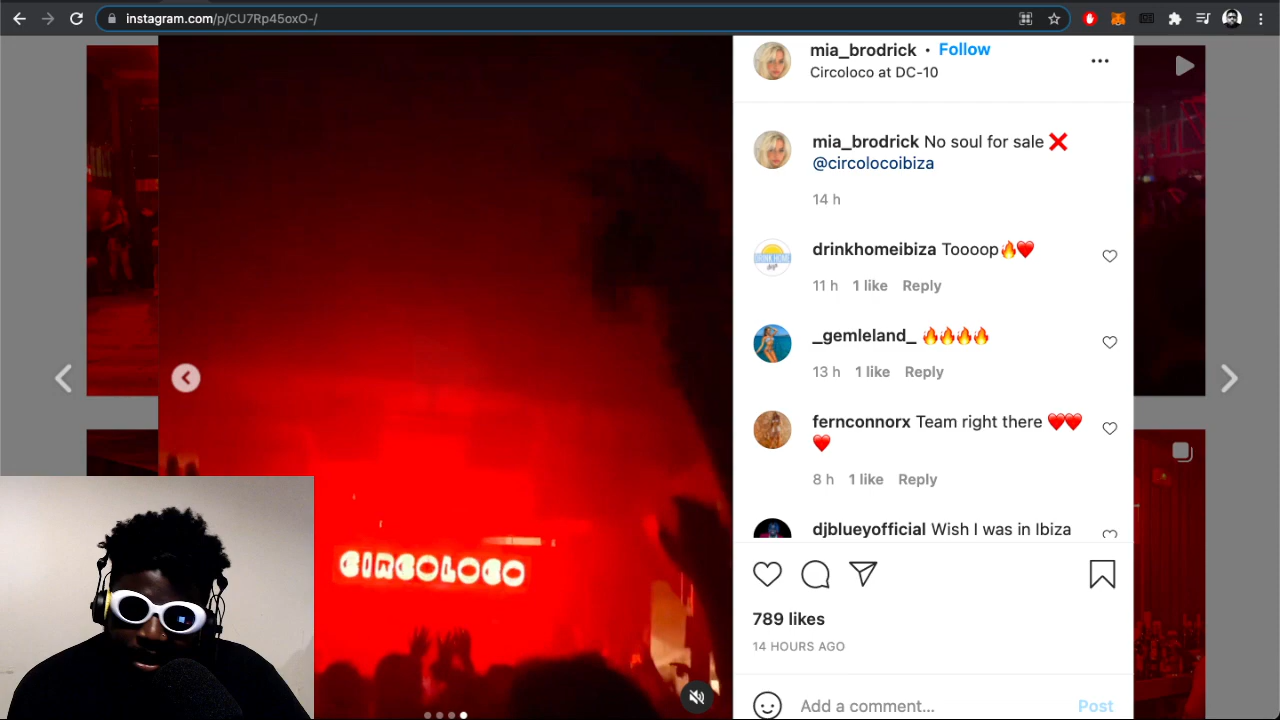 instagram.com/p/CU7Rp45oxO-/
mia_brodrick • Follow
Circoloco at DC-10
mia_brodrick No soul for sale ❌
@circolocoibiza
14 h
drinkhomeibiza Toooop🔥❤️
11 h 1 like Reply
_gemleland_ 🔥🔥🔥🔥
13 h 1 like Reply
fernconnorx Team right there ❤️❤️
❤️
8 h 1 like Reply
djblueyofficial Wish I was in Ibiza
789 likes
14 HOURS AGO
Add a comment... Post
CIRCOLOCO